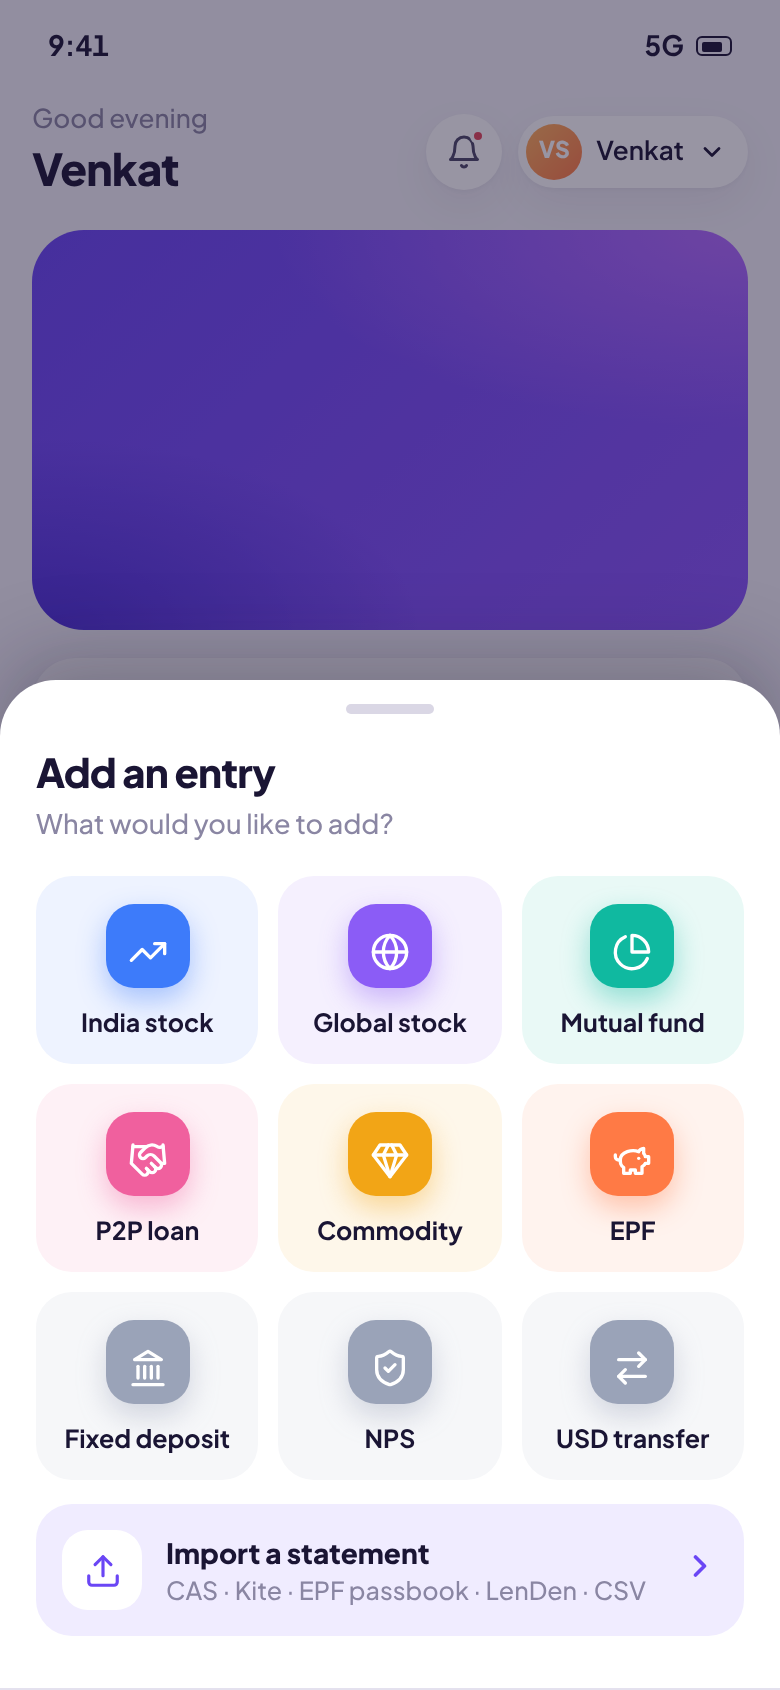 9:41
5G
Good evening
Venkat
VS
Venkat
Add an entry
What would you like to add?
India stock
Global stock
Mutual fund
P2P loan
Commodity
EPF
Fixed deposit
NPS
USD transfer
Import a statement
CAS · Kite · EPF passbook · LenDen · CSV